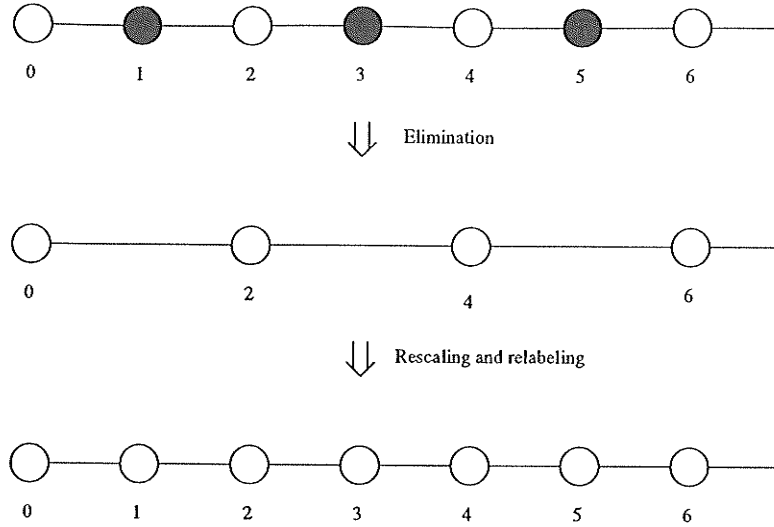 0 1 2 3 4 5 6
Elimination
0 2 4 6
Rescaling and relabeling
0 1 2 3 4 5 6